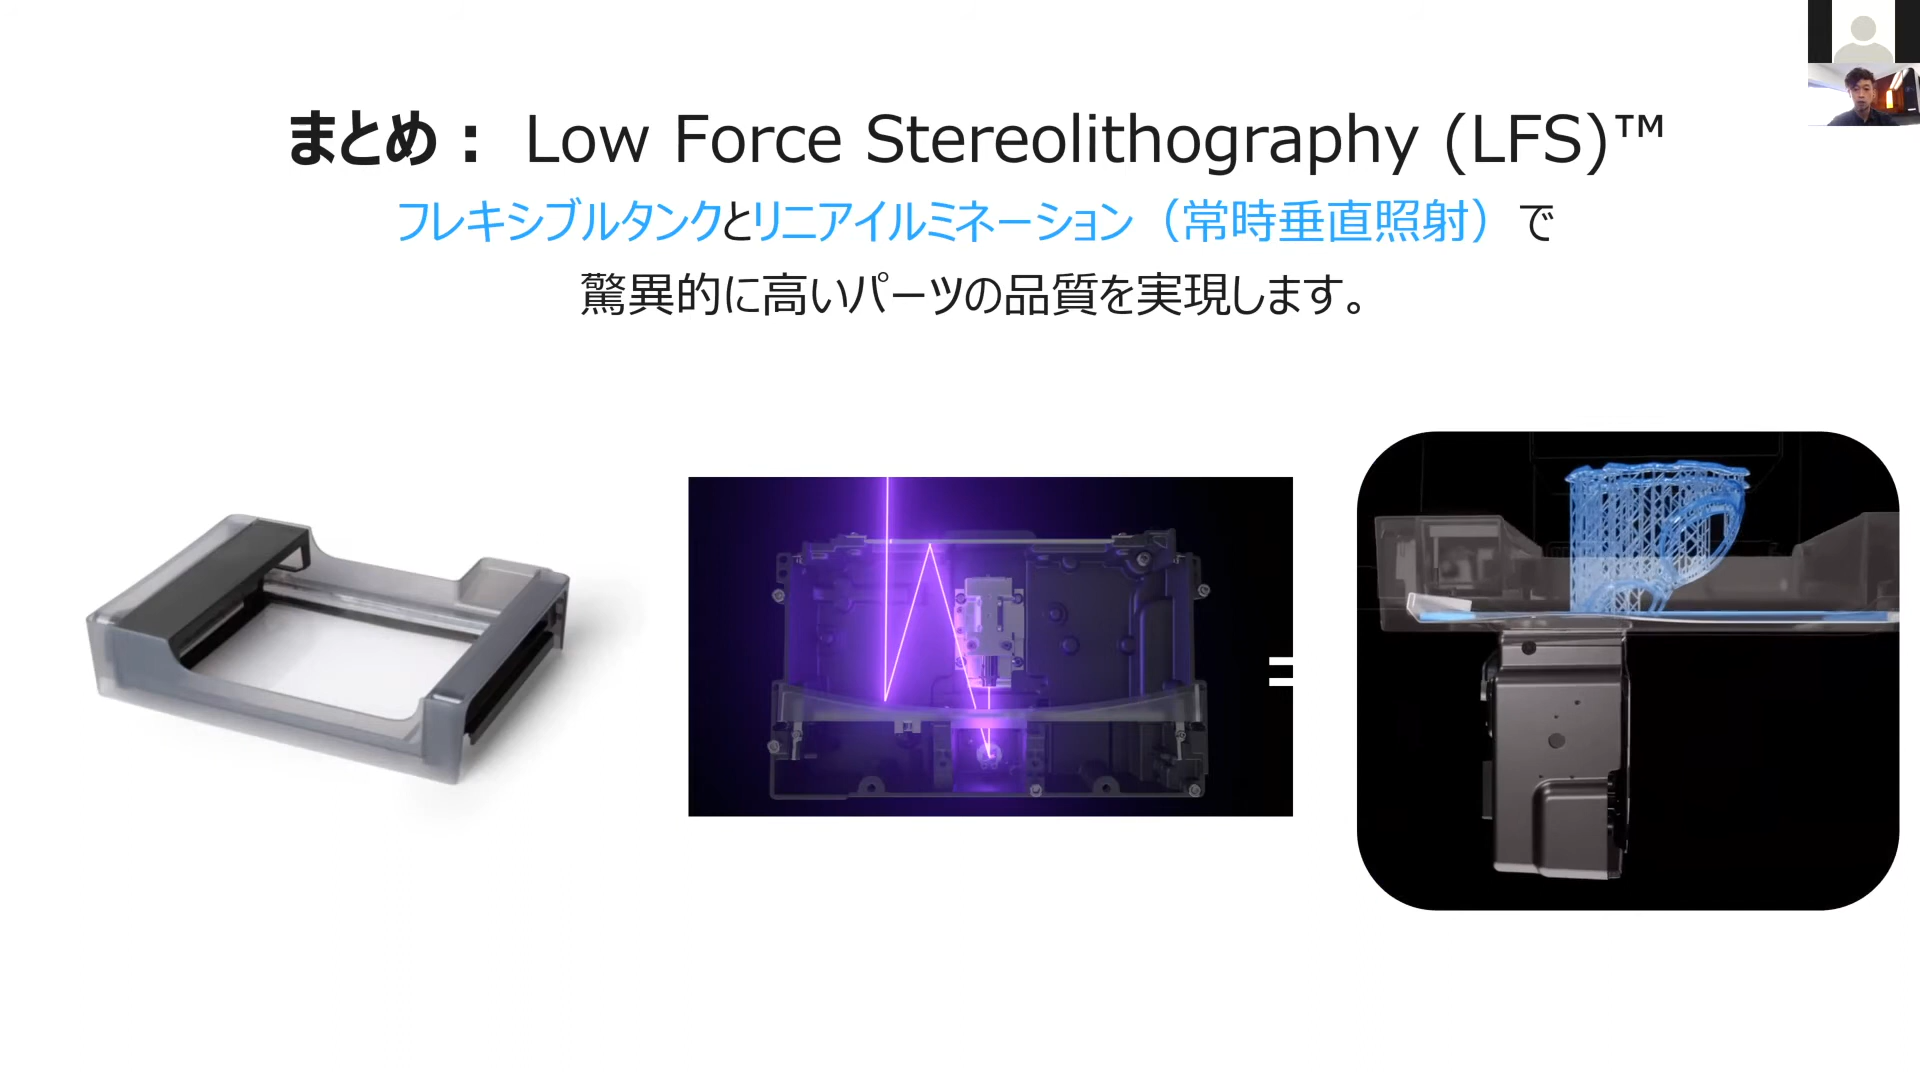 まとめ： Low Force Stereolithography (LFS)™
フレキシブルタンクとリニアイルミネーション（常時垂直照射）で
驚異的に高いパーツの品質を実現します。
=